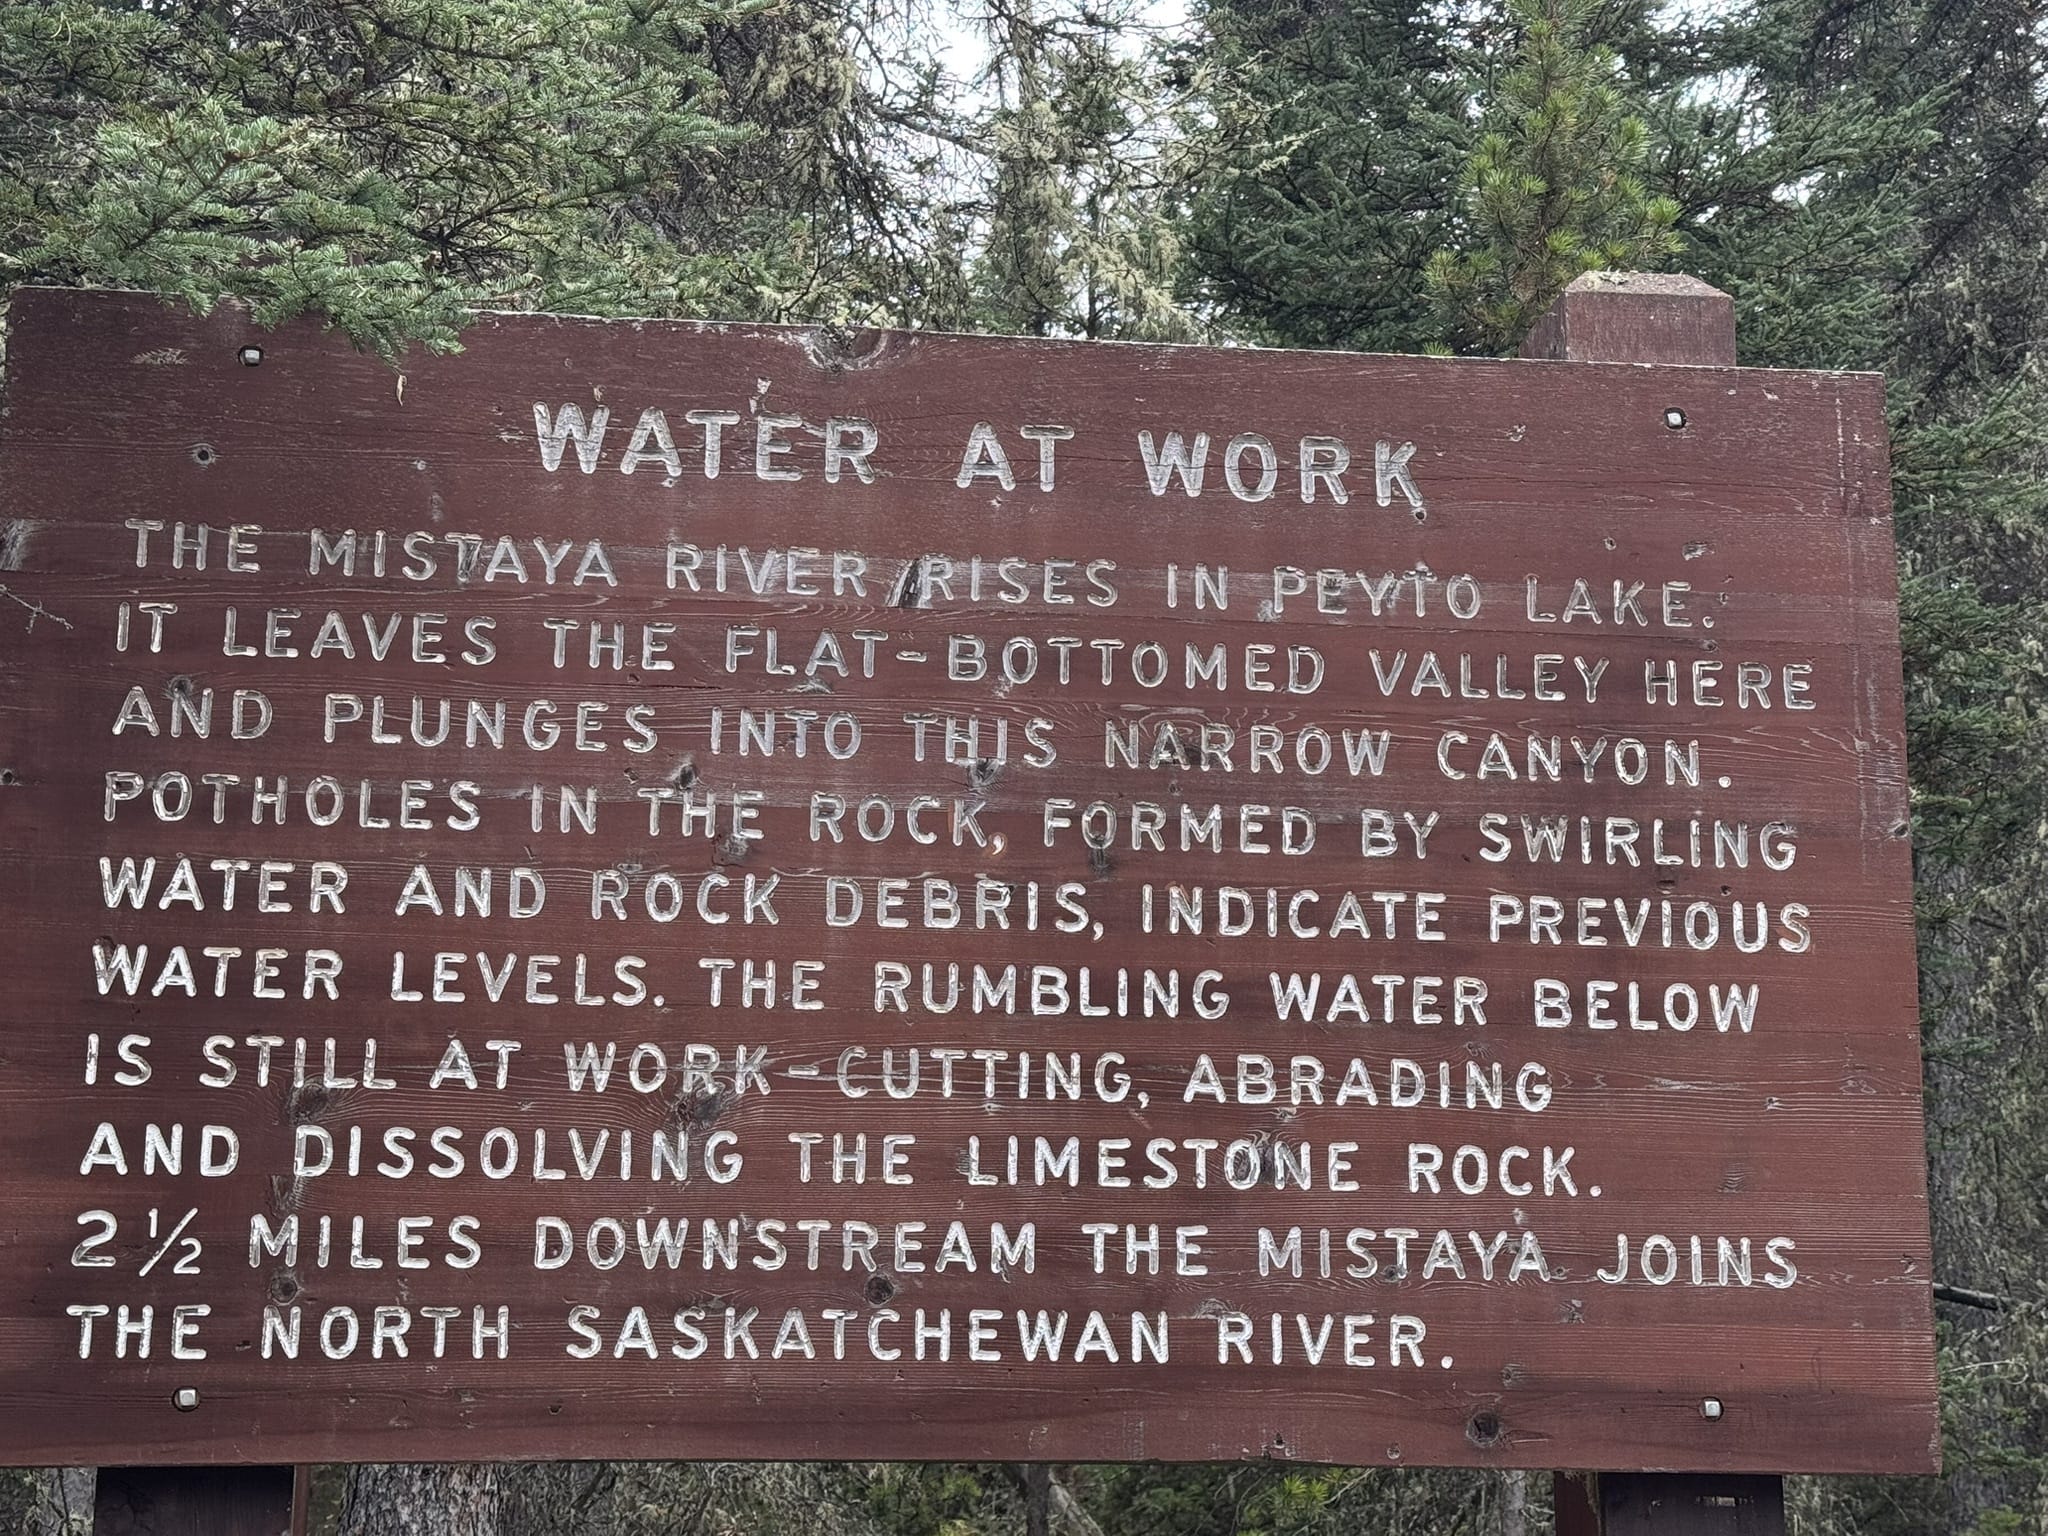 WATER AT WORK
THE MISTAYA RIVER RISES IN PEYTO LAKE.
IT LEAVES THE FLAT-BOTTOMED VALLEY HERE
AND PLUNGES INTO THIS NARROW CANYON.
POTHOLES IN THE ROCK, FORMED BY SWIRLING
WATER AND ROCK DEBRIS, INDICATE PREVIOUS
WATER LEVELS. THE RUMBLING WATER BELOW
IS STILL AT WORK-CUTTING, ABRADING
AND DISSOLVING THE LIMESTONE ROCK.
2 1/2 MILES DOWNSTREAM THE MISTAYA JOINS
THE NORTH SASKATCHEWAN RIVER.